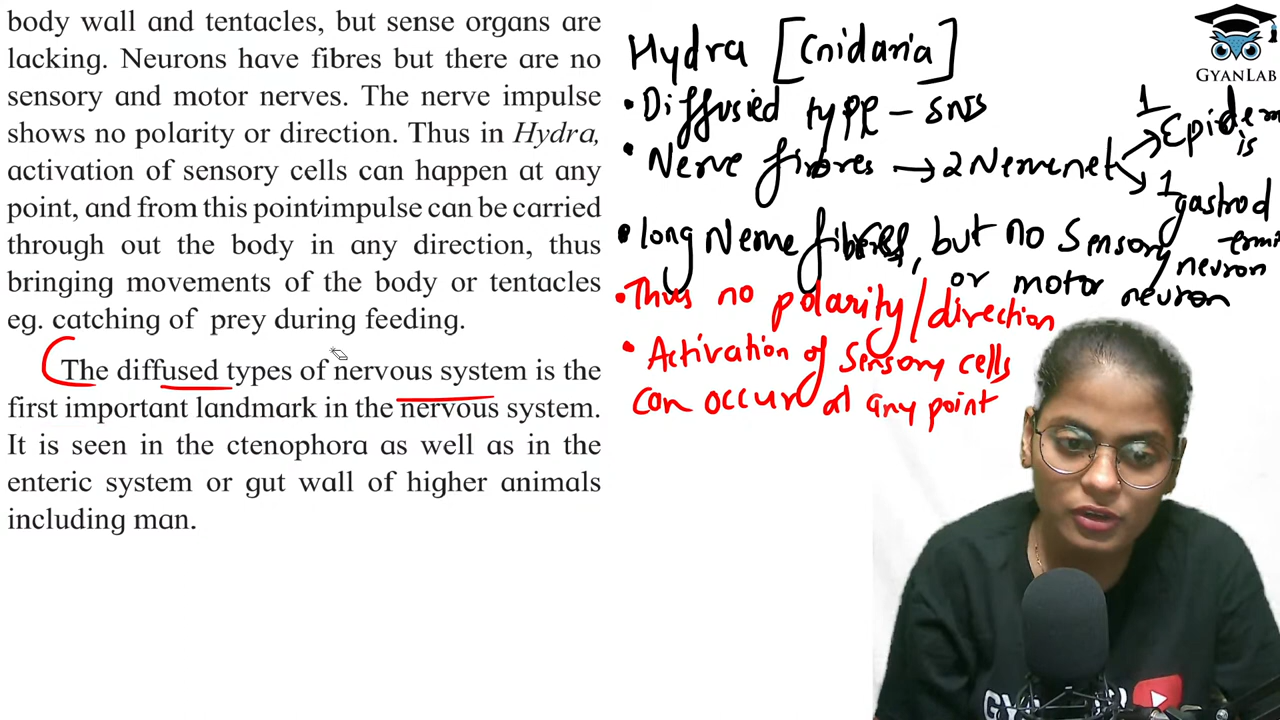 body wall and tentacles, but sense organs are
lacking. Neurons have fibres but there are no
sensory and motor nerves. The nerve impulse
shows no polarity or direction. Thus in Hydra,
activation of sensory cells can happen at any
point, and from this point impulse can be carried
through out the body in any direction, thus
bringing movements of the body or tentacles
eg. catching of prey during feeding.
The diffused types of nervous system is the
first important landmark in the nervous system.
It is seen in the ctenophora as well as in the
enteric system or gut wall of higher animals
including man.
Hydra [Cnidaria]
• Diffusied type –
• Nerve fibres → 2 Nerve net
1 Epiderm
is
1 gastrod
ermi
• long Nerve fibres, but no Sensory neuron
or motor neuron
• Thus no polarity/direction
• Activation of Sensory cells
can occur at any point
GYANLAB